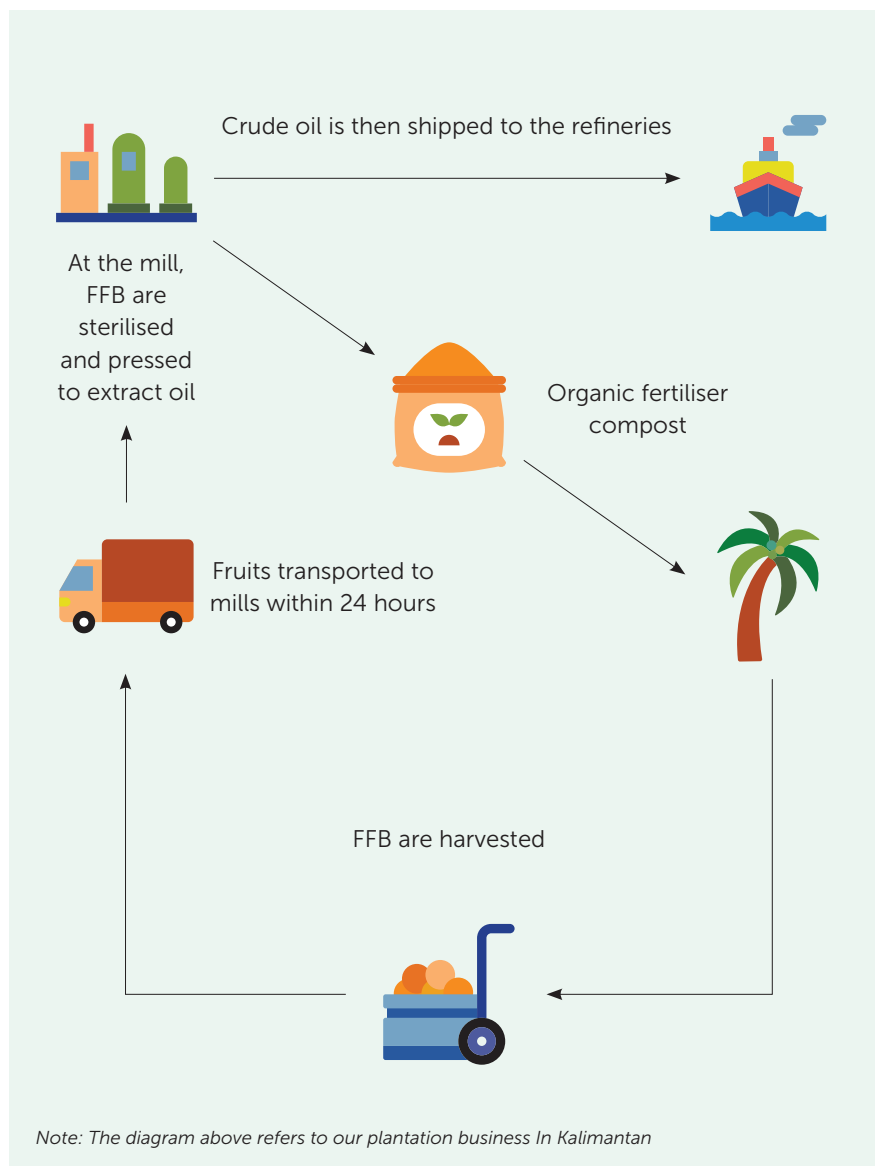 Crude oil is then shipped to the refineries
At the mill,
FFB are
sterilised
and pressed
to extract oil
Organic fertiliser
compost
Fruits transported to
mills within 24 hours
FFB are harvested
Note: The diagram above refers to our plantation business In Kalimantan